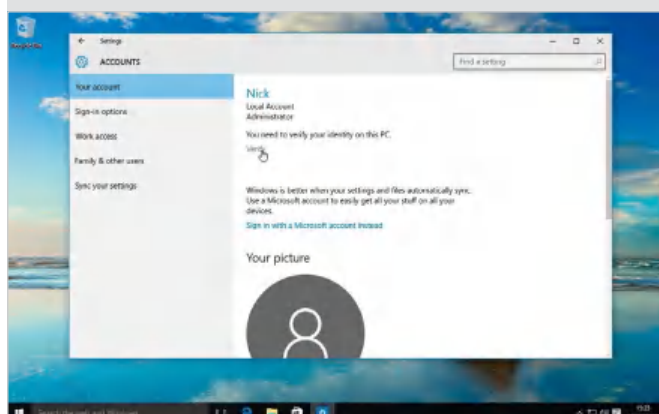 Recycle Bin
Settings
ACCOUNTS
Find a setting
Your account
Sign-in options
Work access
Family & other users
Sync your settings
Nick
Local Account
Administrator
You need to verify your identity on this PC.
Verify
Windows is better when your settings and files automatically sync.
Use a Microsoft account to easily get all your stuff on all your
devices.
Sign in with a Microsoft account instead
Your picture
Search the web and Windows